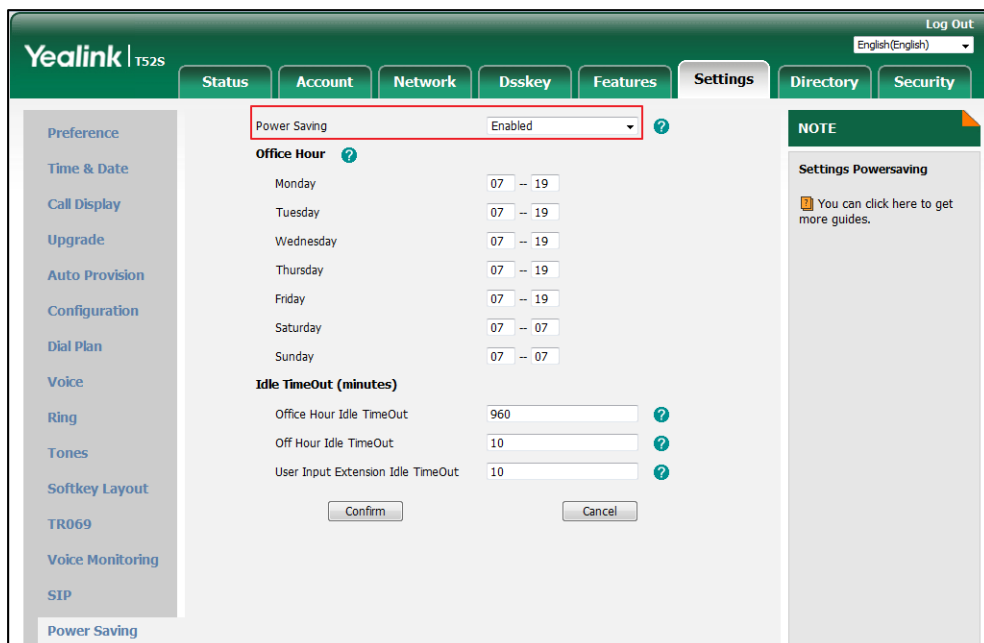 Log Out
Yealink | T52S
English(English)
Status Account Network Dsskey Features Settings Directory Security
Preference
Time & Date
Call Display
Upgrade
Auto Provision
Configuration
Dial Plan
Voice
Ring
Tones
Softkey Layout
TR069
Voice Monitoring
SIP
Power Saving
Power Saving Enabled ?
Office Hour ?
Monday 07 -- 19
Tuesday 07 -- 19
Wednesday 07 -- 19
Thursday 07 -- 19
Friday 07 -- 19
Saturday 07 -- 07
Sunday 07 -- 07
Idle TimeOut (minutes)
Office Hour Idle TimeOut 960 ?
Off Hour Idle TimeOut 10 ?
User Input Extension Idle TimeOut 10 ?
Confirm Cancel
NOTE
Settings Powersaving
? You can click here to get
more guides.